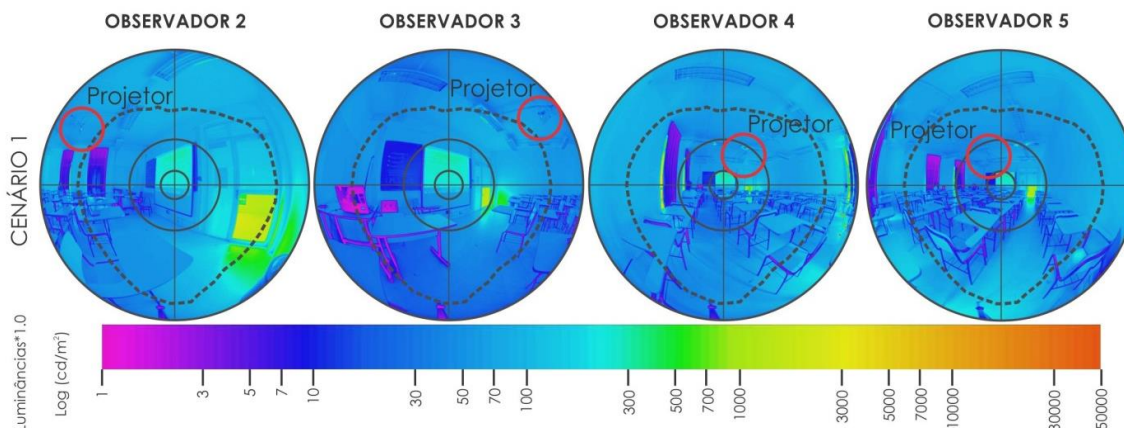 OBSERVADOR 2
OBSERVADOR 3
OBSERVADOR 4
OBSERVADOR 5
CENÁRIO 1
Projetor
Projetor
Projetor
Projetor
Luminâncias*1.0
Log (cd/m²)
1
3
5
7
10
30
50
70
100
300
500
700
1000
3000
5000
7000
10000
30000
50000